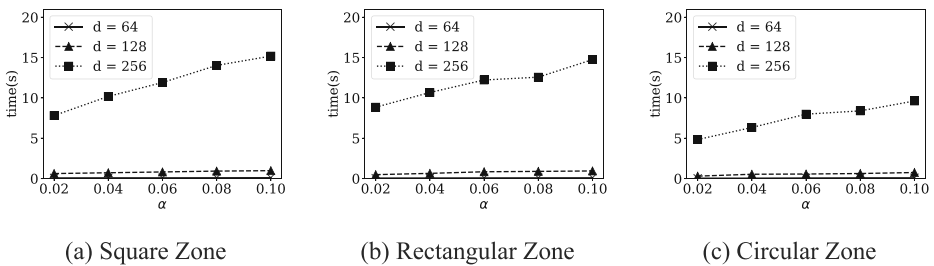 20
15
10
5
0
time(s)
d = 64
d = 128
d = 256
0.02 0.04 0.06 0.08 0.10
α
(a) Square Zone
20
15
10
5
0
time(s)
d = 64
d = 128
d = 256
0.02 0.04 0.06 0.08 0.10
α
(b) Rectangular Zone
20
15
10
5
0
time(s)
d = 64
d = 128
d = 256
0.02 0.04 0.06 0.08 0.10
α
(c) Circular Zone